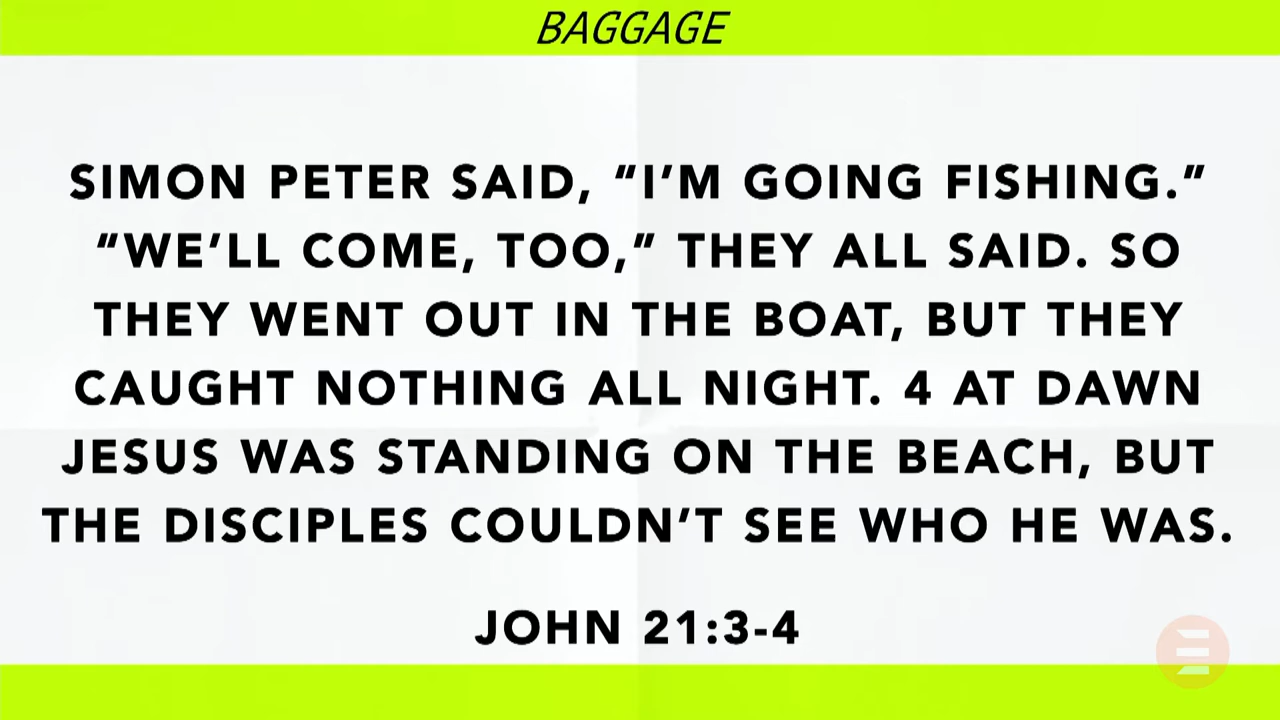 BAGGAGE
SIMON PETER SAID, “I’M GOING FISHING.”
“WE’LL COME, TOO,” THEY ALL SAID. SO
THEY WENT OUT IN THE BOAT, BUT THEY
CAUGHT NOTHING ALL NIGHT. 4 AT DAWN
JESUS WAS STANDING ON THE BEACH, BUT
THE DISCIPLES COULDN’T SEE WHO HE WAS.
JOHN 21:3-4